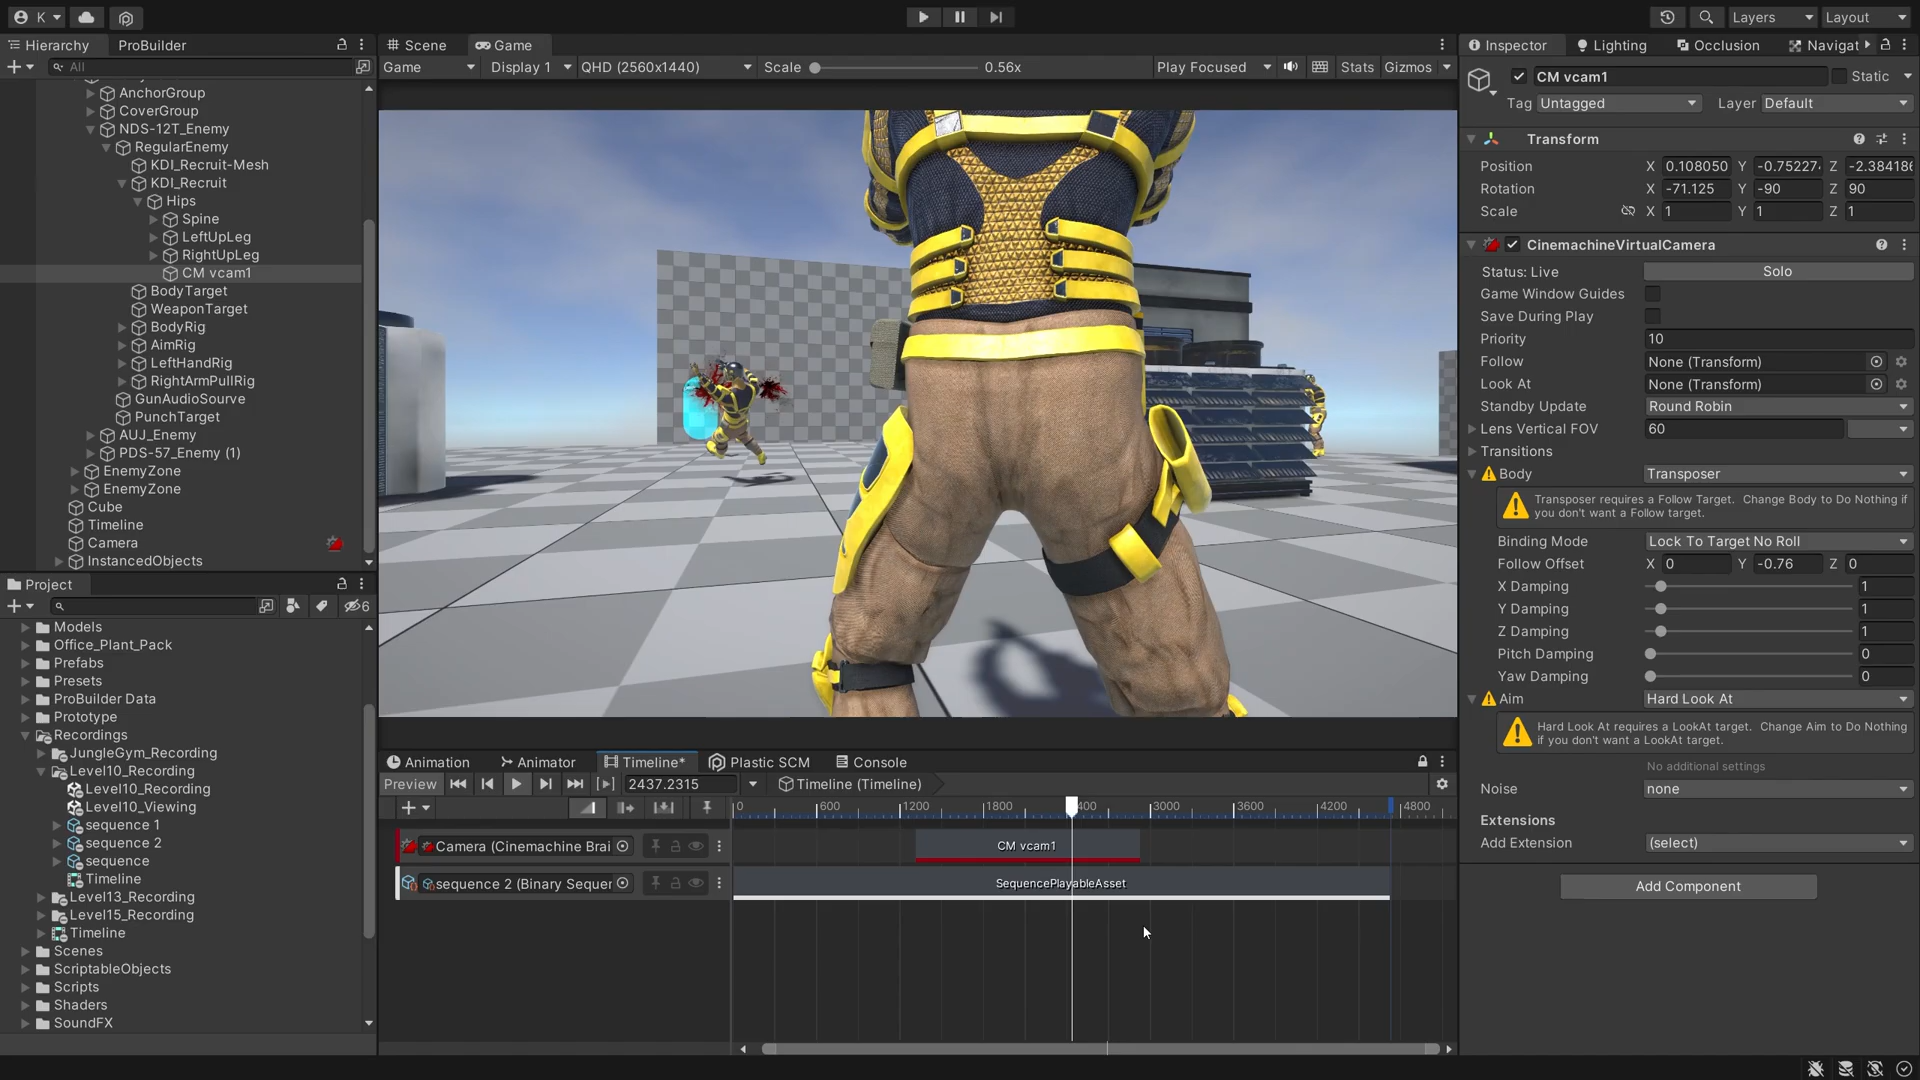 K
Layers
Layout
Hierarchy
ProBuilder
All
AnchorGroup
CoverGroup
NDS-12T_Enemy
RegularEnemy
KDI_Recruit-Mesh
KDI_Recruit
Hips
Spine
LeftUpLeg
RightUpLeg
CM vcam1
BodyTarget
WeaponTarget
BodyRig
AimRig
LeftHandRig
RightArmPullRig
GunAudioSourve
PunchTarget
AUJ_Enemy
PDS-57_Enemy (1)
EnemyZone
EnemyZone
Cube
Timeline
Camera
InstancedObjects
Project
6
Models
Office_Plant_Pack
Prefabs
Presets
ProBuilder Data
Prototype
Recordings
JungleGym_Recording
Level10_Recording
Level10_Recording
Level10_Viewing
sequence 1
sequence 2
sequence
Timeline
Level13_Recording
Level15_Recording
Timeline
Scenes
ScriptableObjects
Scripts
Shaders
SoundFX
Scene
Game
Game
Display 1
QHD (2560x1440)
Scale
0.56x
Play Focused
Stats
Gizmos
Animation
Animator
Timeline*
Plastic SCM
Console
Preview
2437.2315
Timeline (Timeline)
0
600
1200
1800
400
3000
3600
4200
4800
Camera (Cinemachine Brai
CM vcam1
sequence 2 (Binary Sequer
SequencePlayableAsset
Inspector
Lighting
Occlusion
Navigat
CM vcam1
Static
Tag Untagged
Layer Default
Transform
Position X 0.108050 Y -0.75227 Z -2.384186
Rotation X -71.125 Y -90 Z 90
Scale X 1 Y 1 Z 1
CinemachineVirtualCamera
Status: Live
Solo
Game Window Guides
Save During Play
Priority 10
Follow None (Transform)
Look At None (Transform)
Standby Update Round Robin
Lens Vertical FOV 60
Transitions
Body Transposer
Transposer requires a Follow Target. Change Body to Do Nothing if
you don't want a Follow target.
Binding Mode Lock To Target No Roll
Follow Offset X 0 Y -0.76 Z 0
X Damping 1
Y Damping 1
Z Damping 1
Pitch Damping 0
Yaw Damping 0
Aim Hard Look At
Hard Look At requires a LookAt target. Change Aim to Do Nothing
if you don't want a LookAt target.
No additional settings
Noise none
Extensions
Add Extension (select)
Add Component